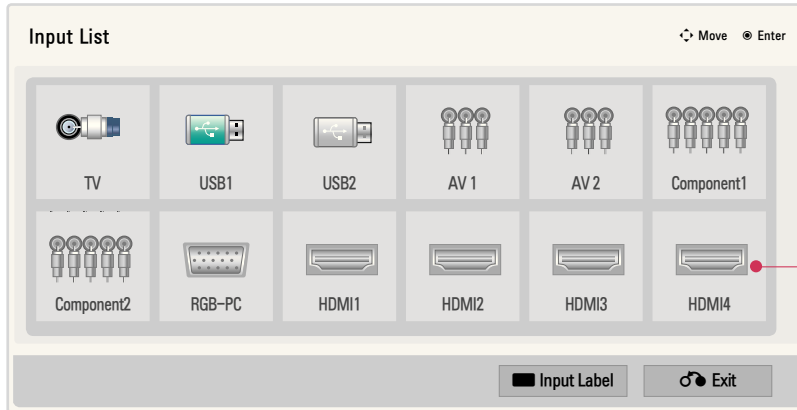 Input List
Move Enter
TV USB1 USB2 AV 1 AV 2 Component1
Component2 RGB-PC HDMI1 HDMI2 HDMI3 HDMI4
Input Label Exit